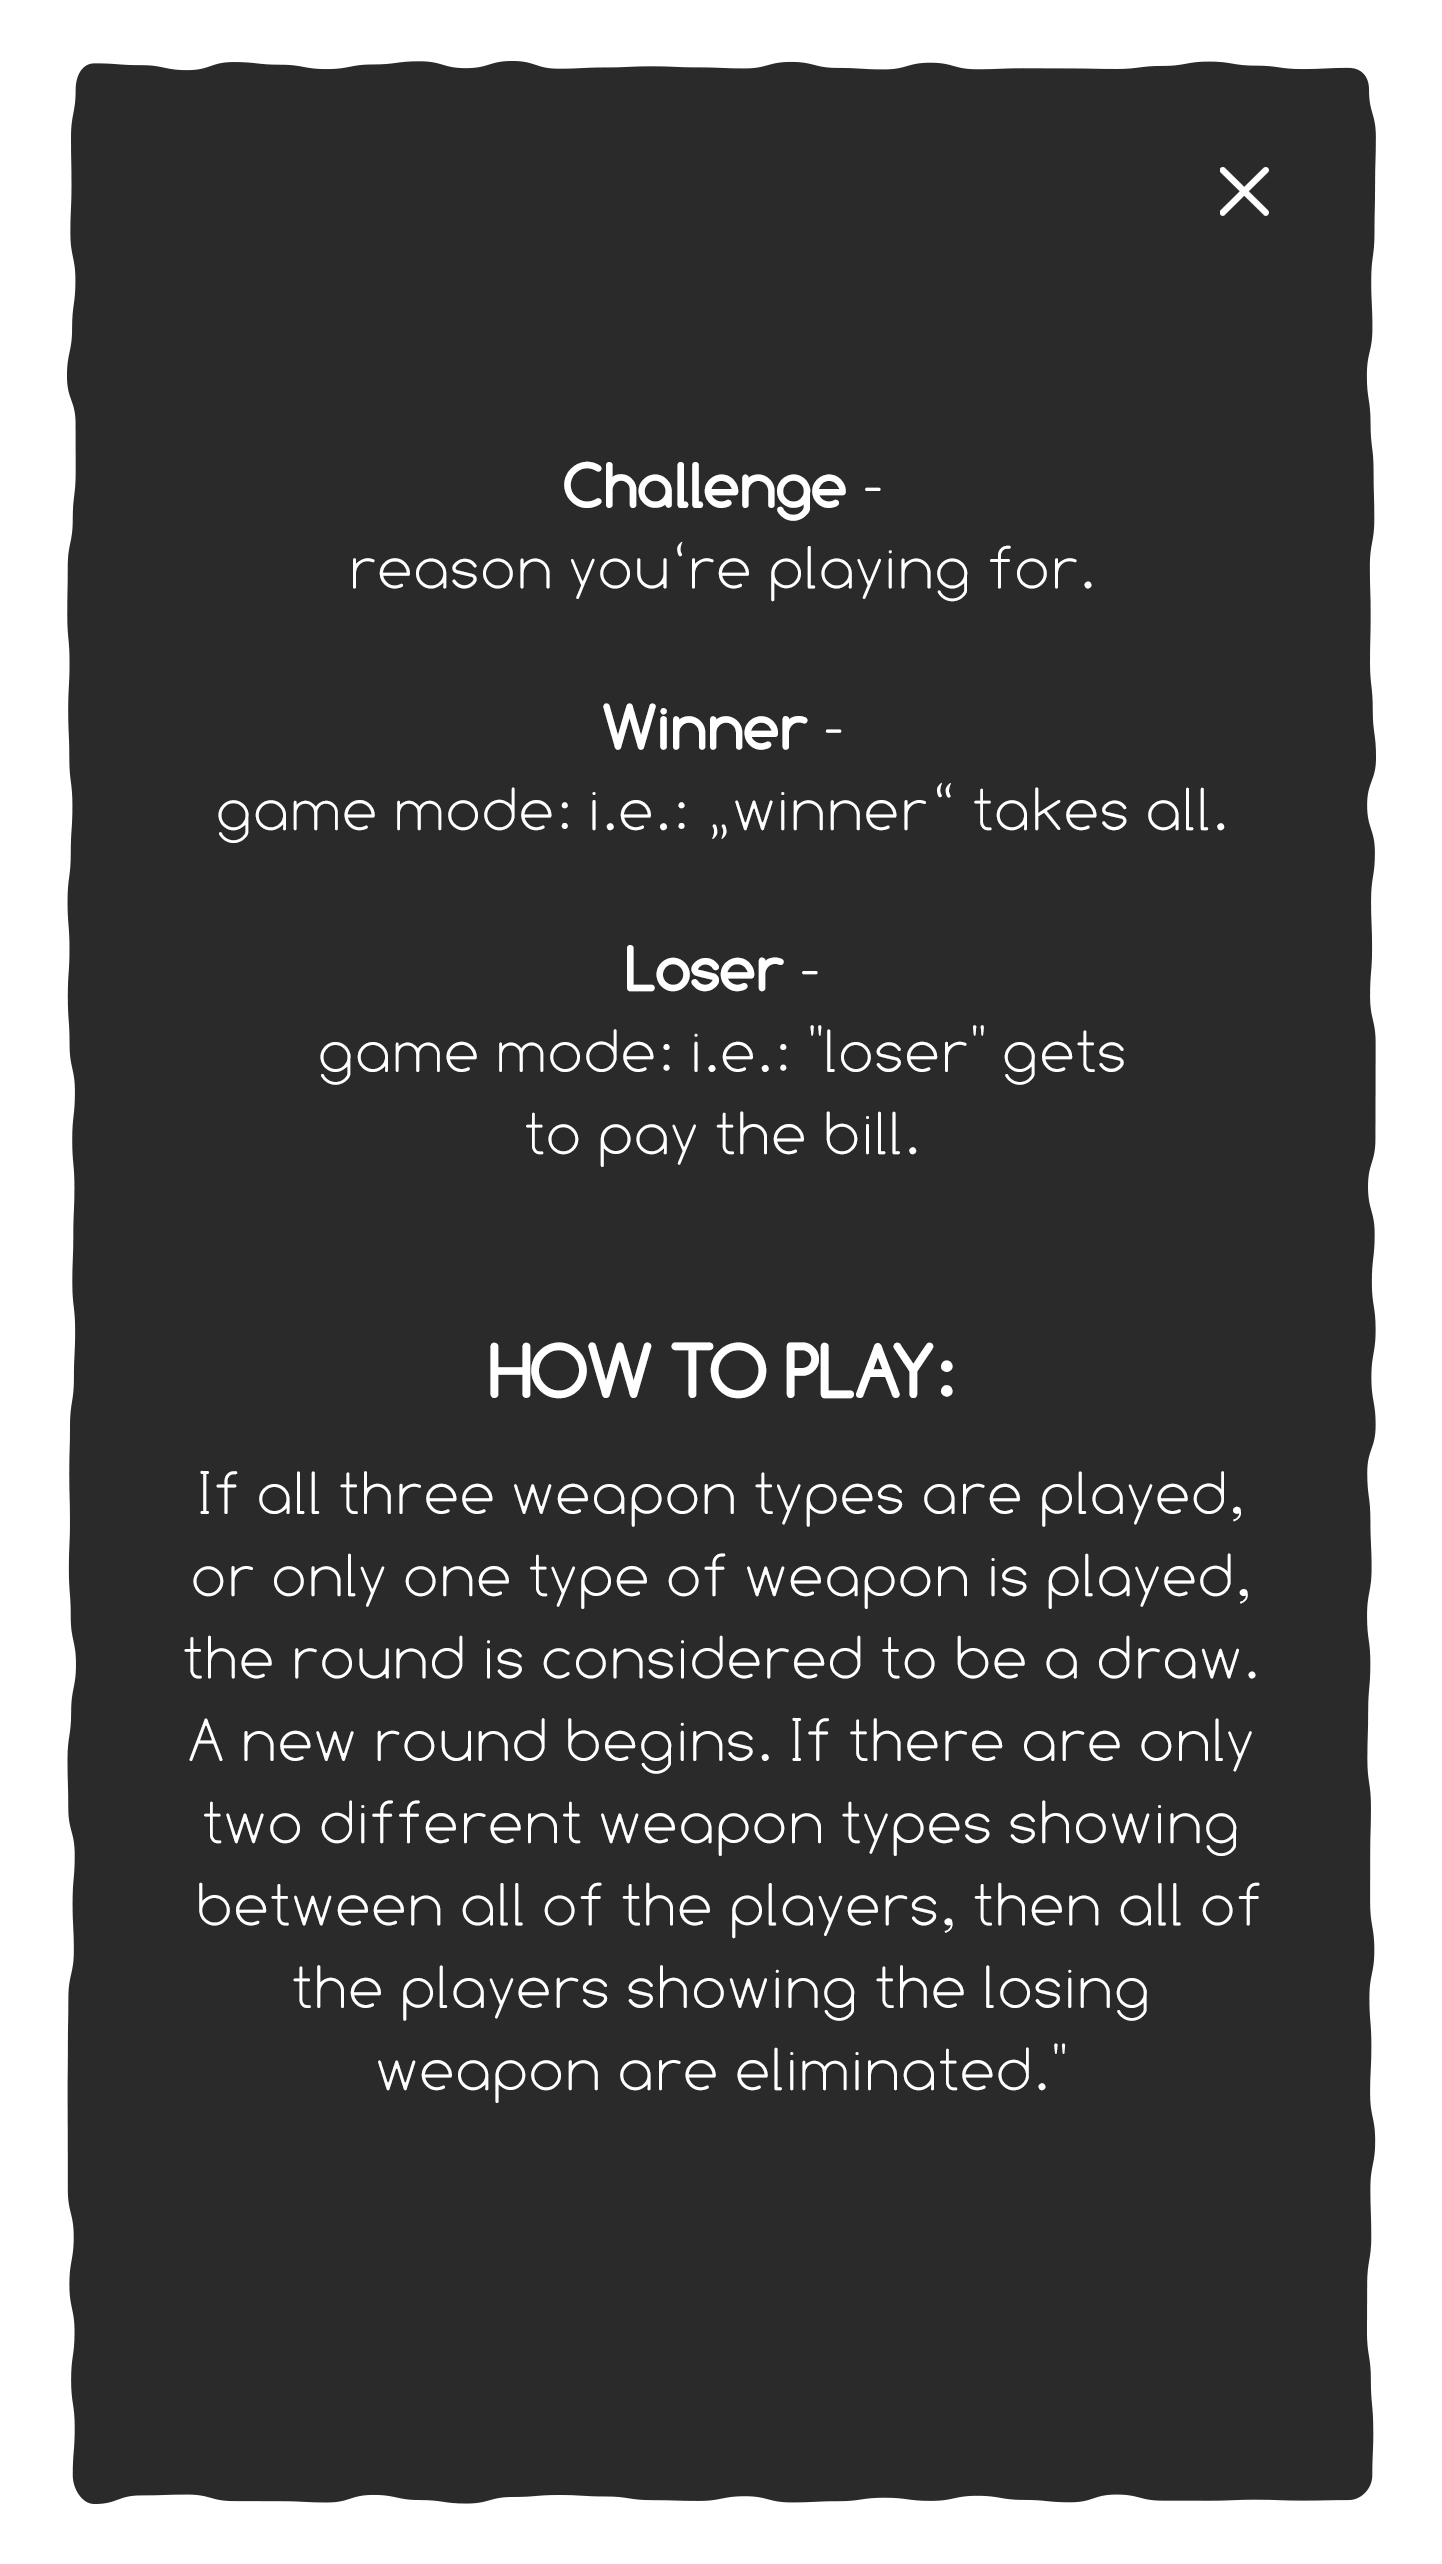 Challenge -
reason you‘re playing for.
Winner -
game mode: i.e.: „winner“ takes all.
Loser -
game mode: i.e.: "loser" gets
to pay the bill.
HOW TO PLAY:
If all three weapon types are played,
or only one type of weapon is played,
the round is considered to be a draw.
A new round begins. If there are only
two different weapon types showing
between all of the players, then all of
the players showing the losing
weapon are eliminated."